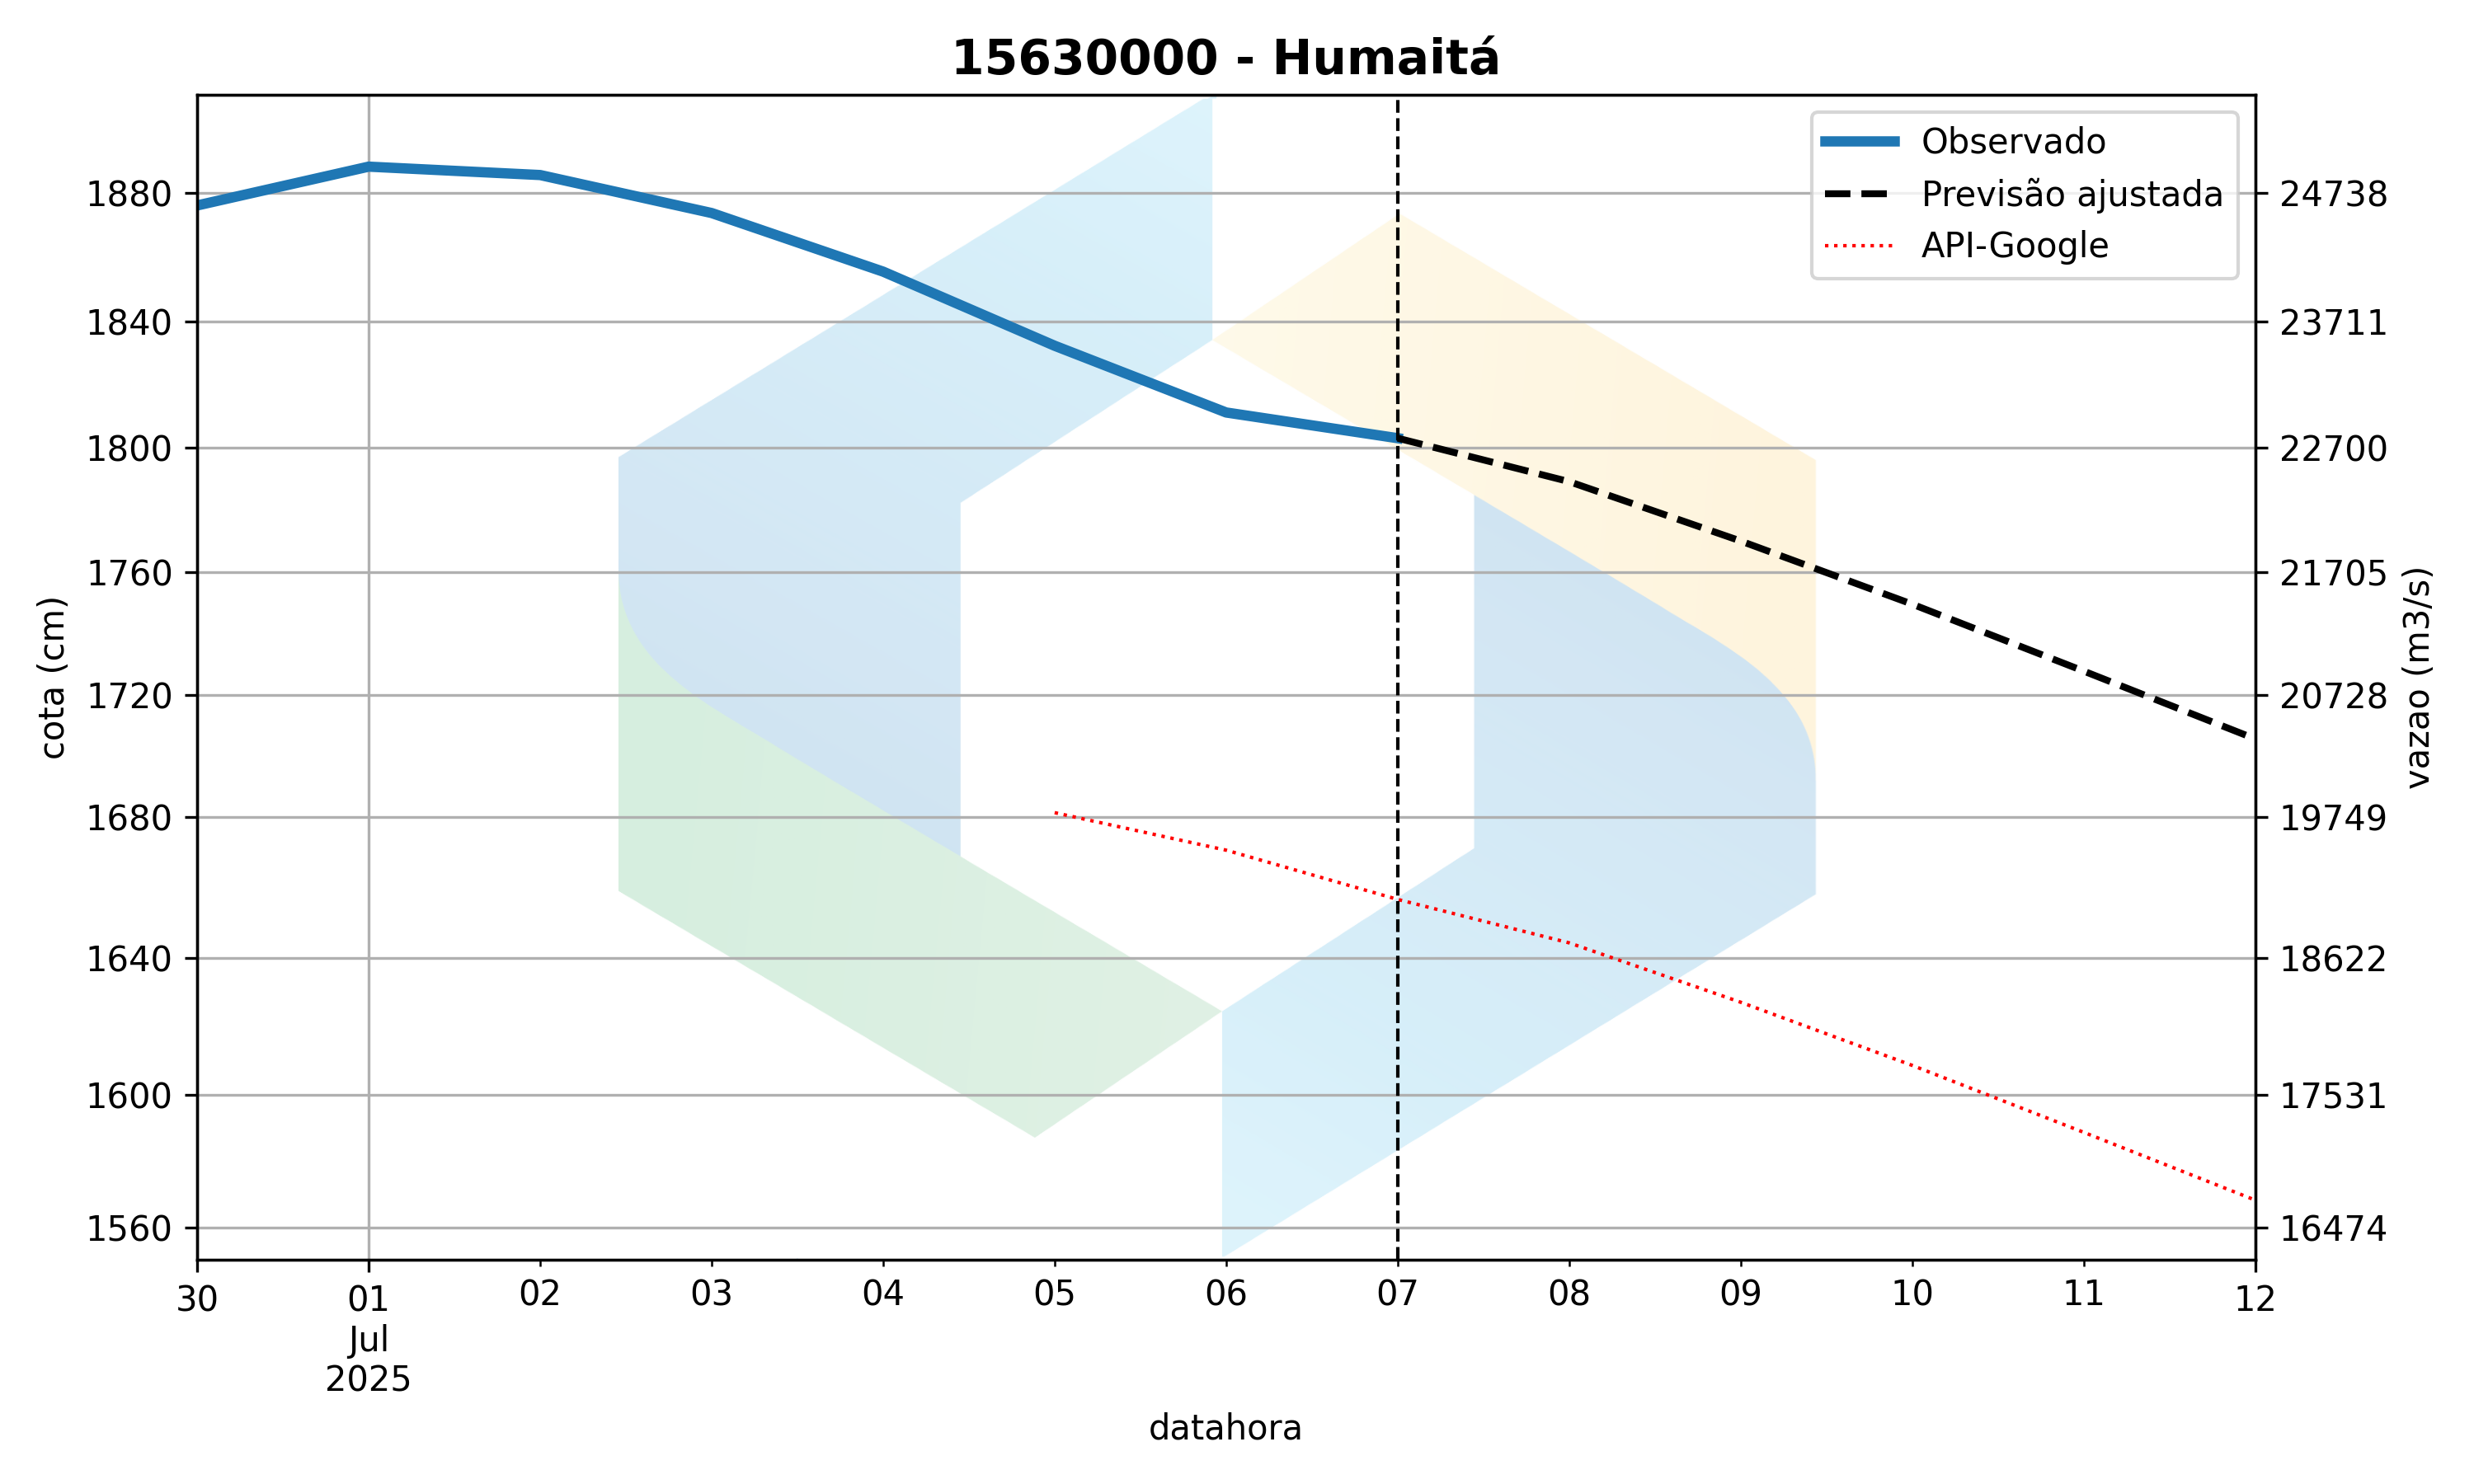 15630000 - Humaitá
Observado
Previsão ajustada
API-Google
1880
1840
1800
1760
1720
1680
1640
1600
1560
cota (cm)
24738
23711
22700
21705
20728
19749
18622
17531
16474
vazao (m3/s)
30 01 02 03 04 05 06 07 08 09 10 11 12
Jul
2025
datahora